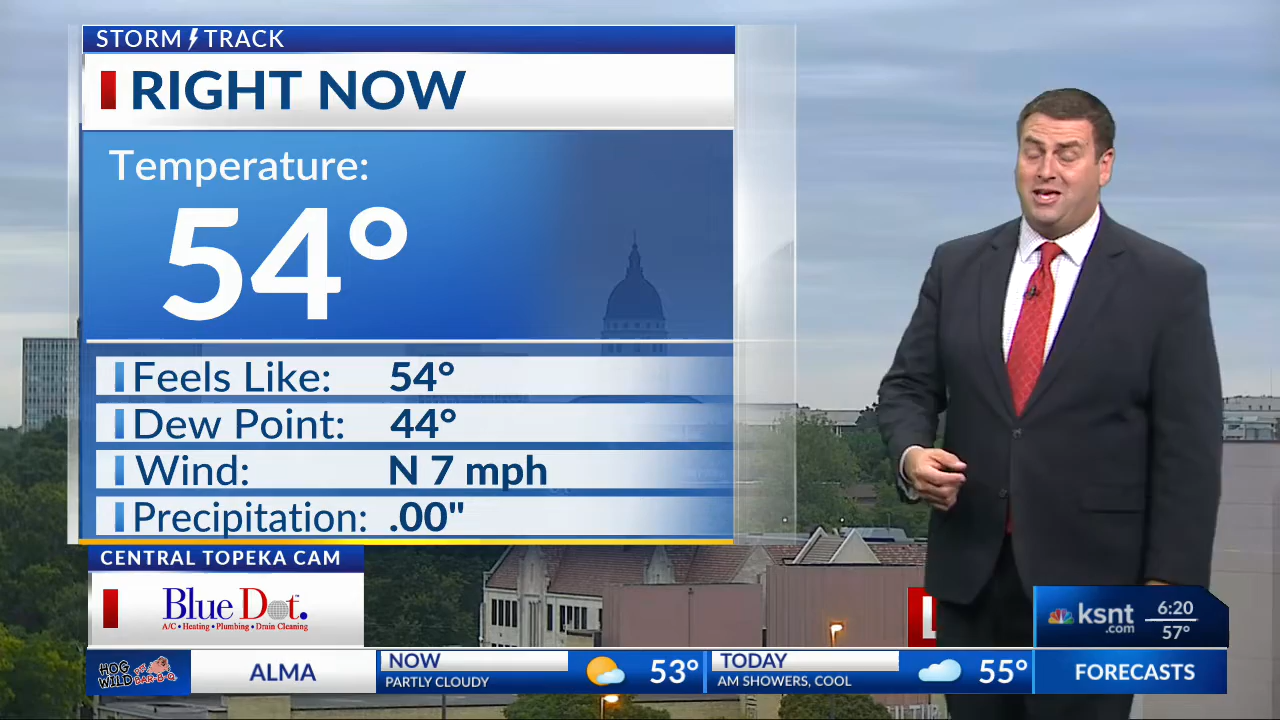 STORM TRACK
RIGHT NOW
Temperature:
54°
Feels Like: 54°
Dew Point: 44°
Wind: N 7 mph
Precipitation: .00"
CENTRAL TOPEKA CAM
Blue Dot.
A/C • Heating • Plumbing • Drain Cleaning
ksnt
.com
6:20
57°
HOG WILD PIT BAR-B-Q
ALMA
NOW
PARTLY CLOUDY
53°
TODAY
AM SHOWERS, COOL
55°
FORECASTS